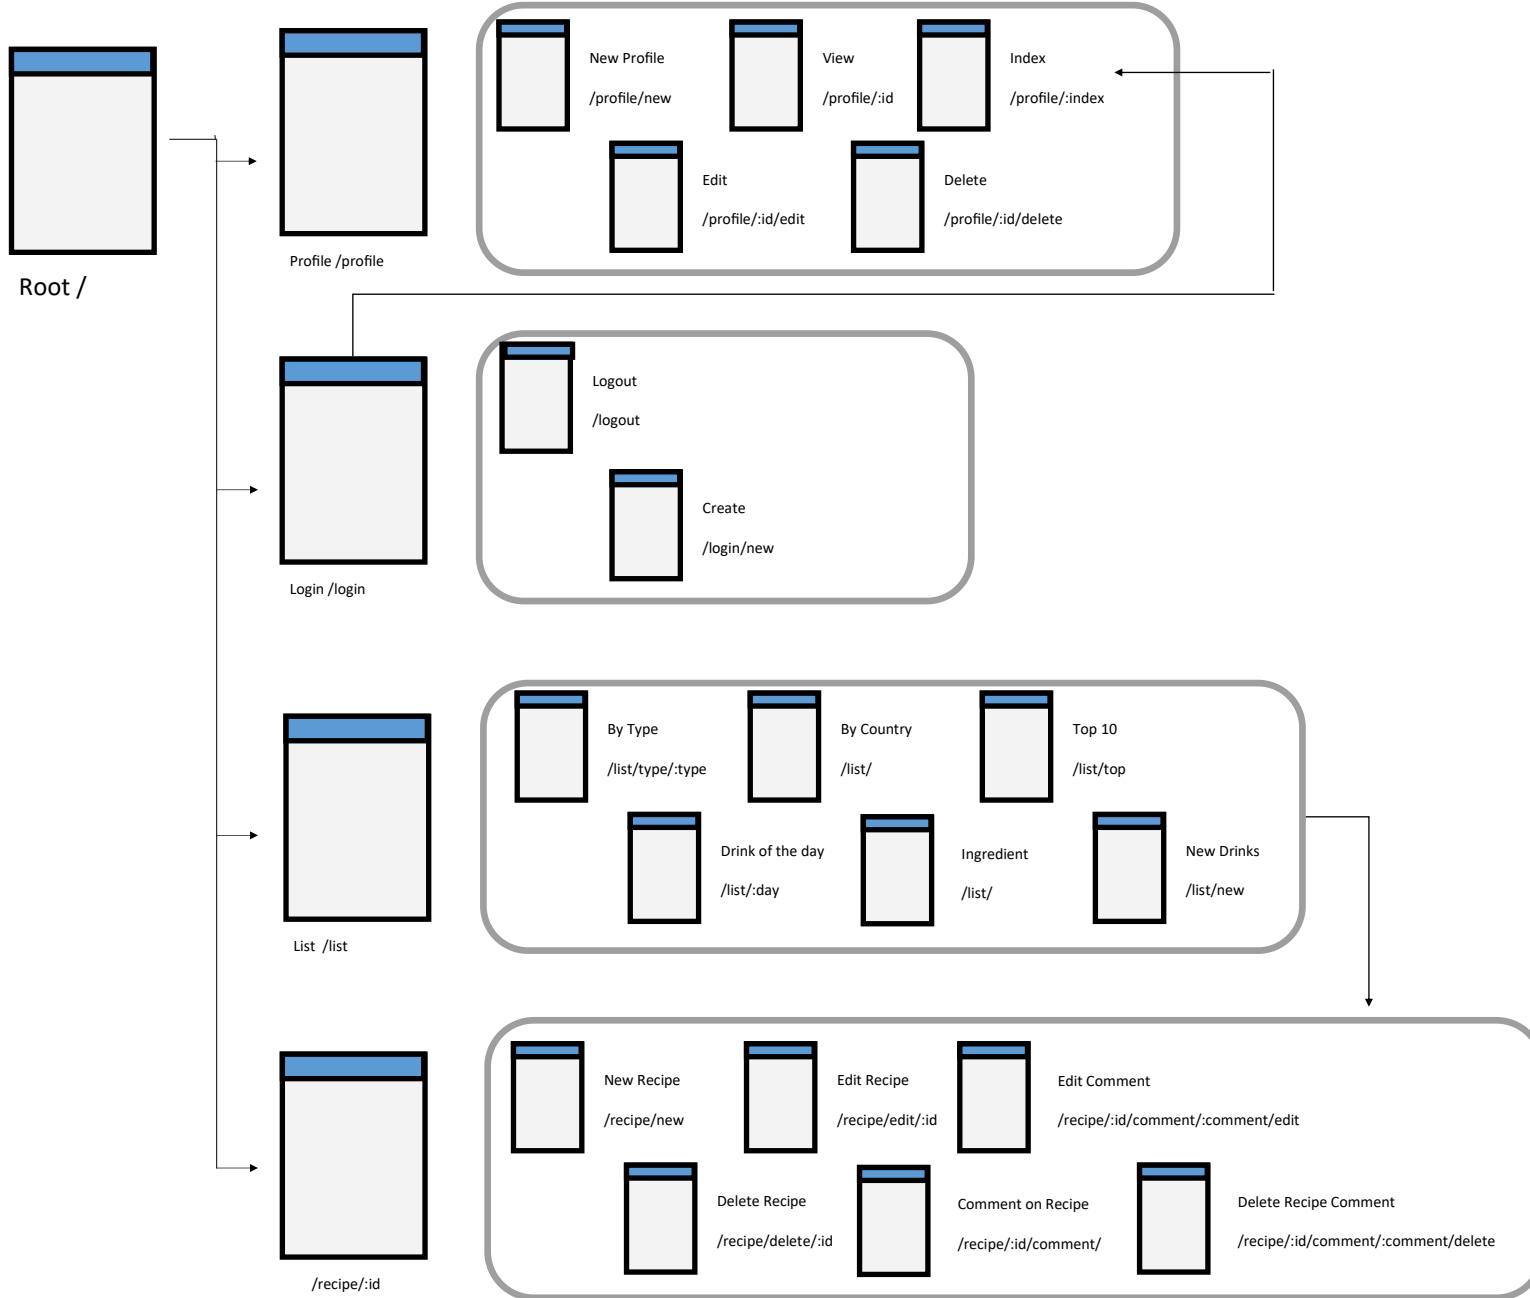 Root /
Profile /profile
New Profile
/profile/new
View
/profile/:id
Index
/profile/:index
Edit
/profile/:id/edit
Delete
/profile/:id/delete
Login /login
Logout
/logout
Create
/login/new
List  /list
By Type
/list/type/:type
By Country
/list/
Top 10
/list/top
Drink of the day
/list/:day
Ingredient
/list/
New Drinks
/list/new
/recipe/:id
New Recipe
/recipe/new
Edit Recipe
/recipe/edit/:id
Edit Comment
/recipe/:id/comment/:comment/edit
Delete Recipe
/recipe/delete/:id
Comment on Recipe
/recipe/:id/comment/
Delete Recipe Comment
/recipe/:id/comment/:comment/delete